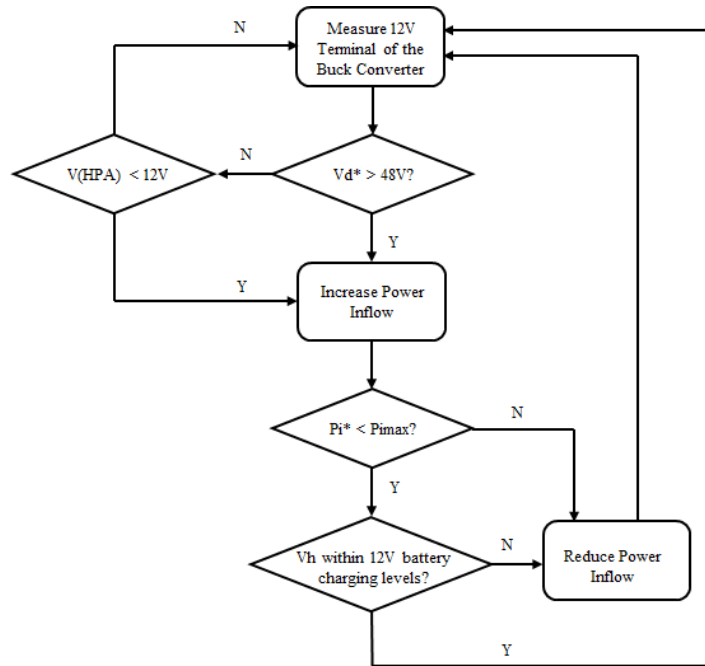 N
Measure 12V
Terminal of the
Buck Converter
V(HPA) < 12V
N
Vd* > 48V?
Y
Y
Increase Power
Inflow
Pi* < Pimax?
N
Y
Vh within 12V battery
charging levels?
N
Reduce Power
Inflow
Y